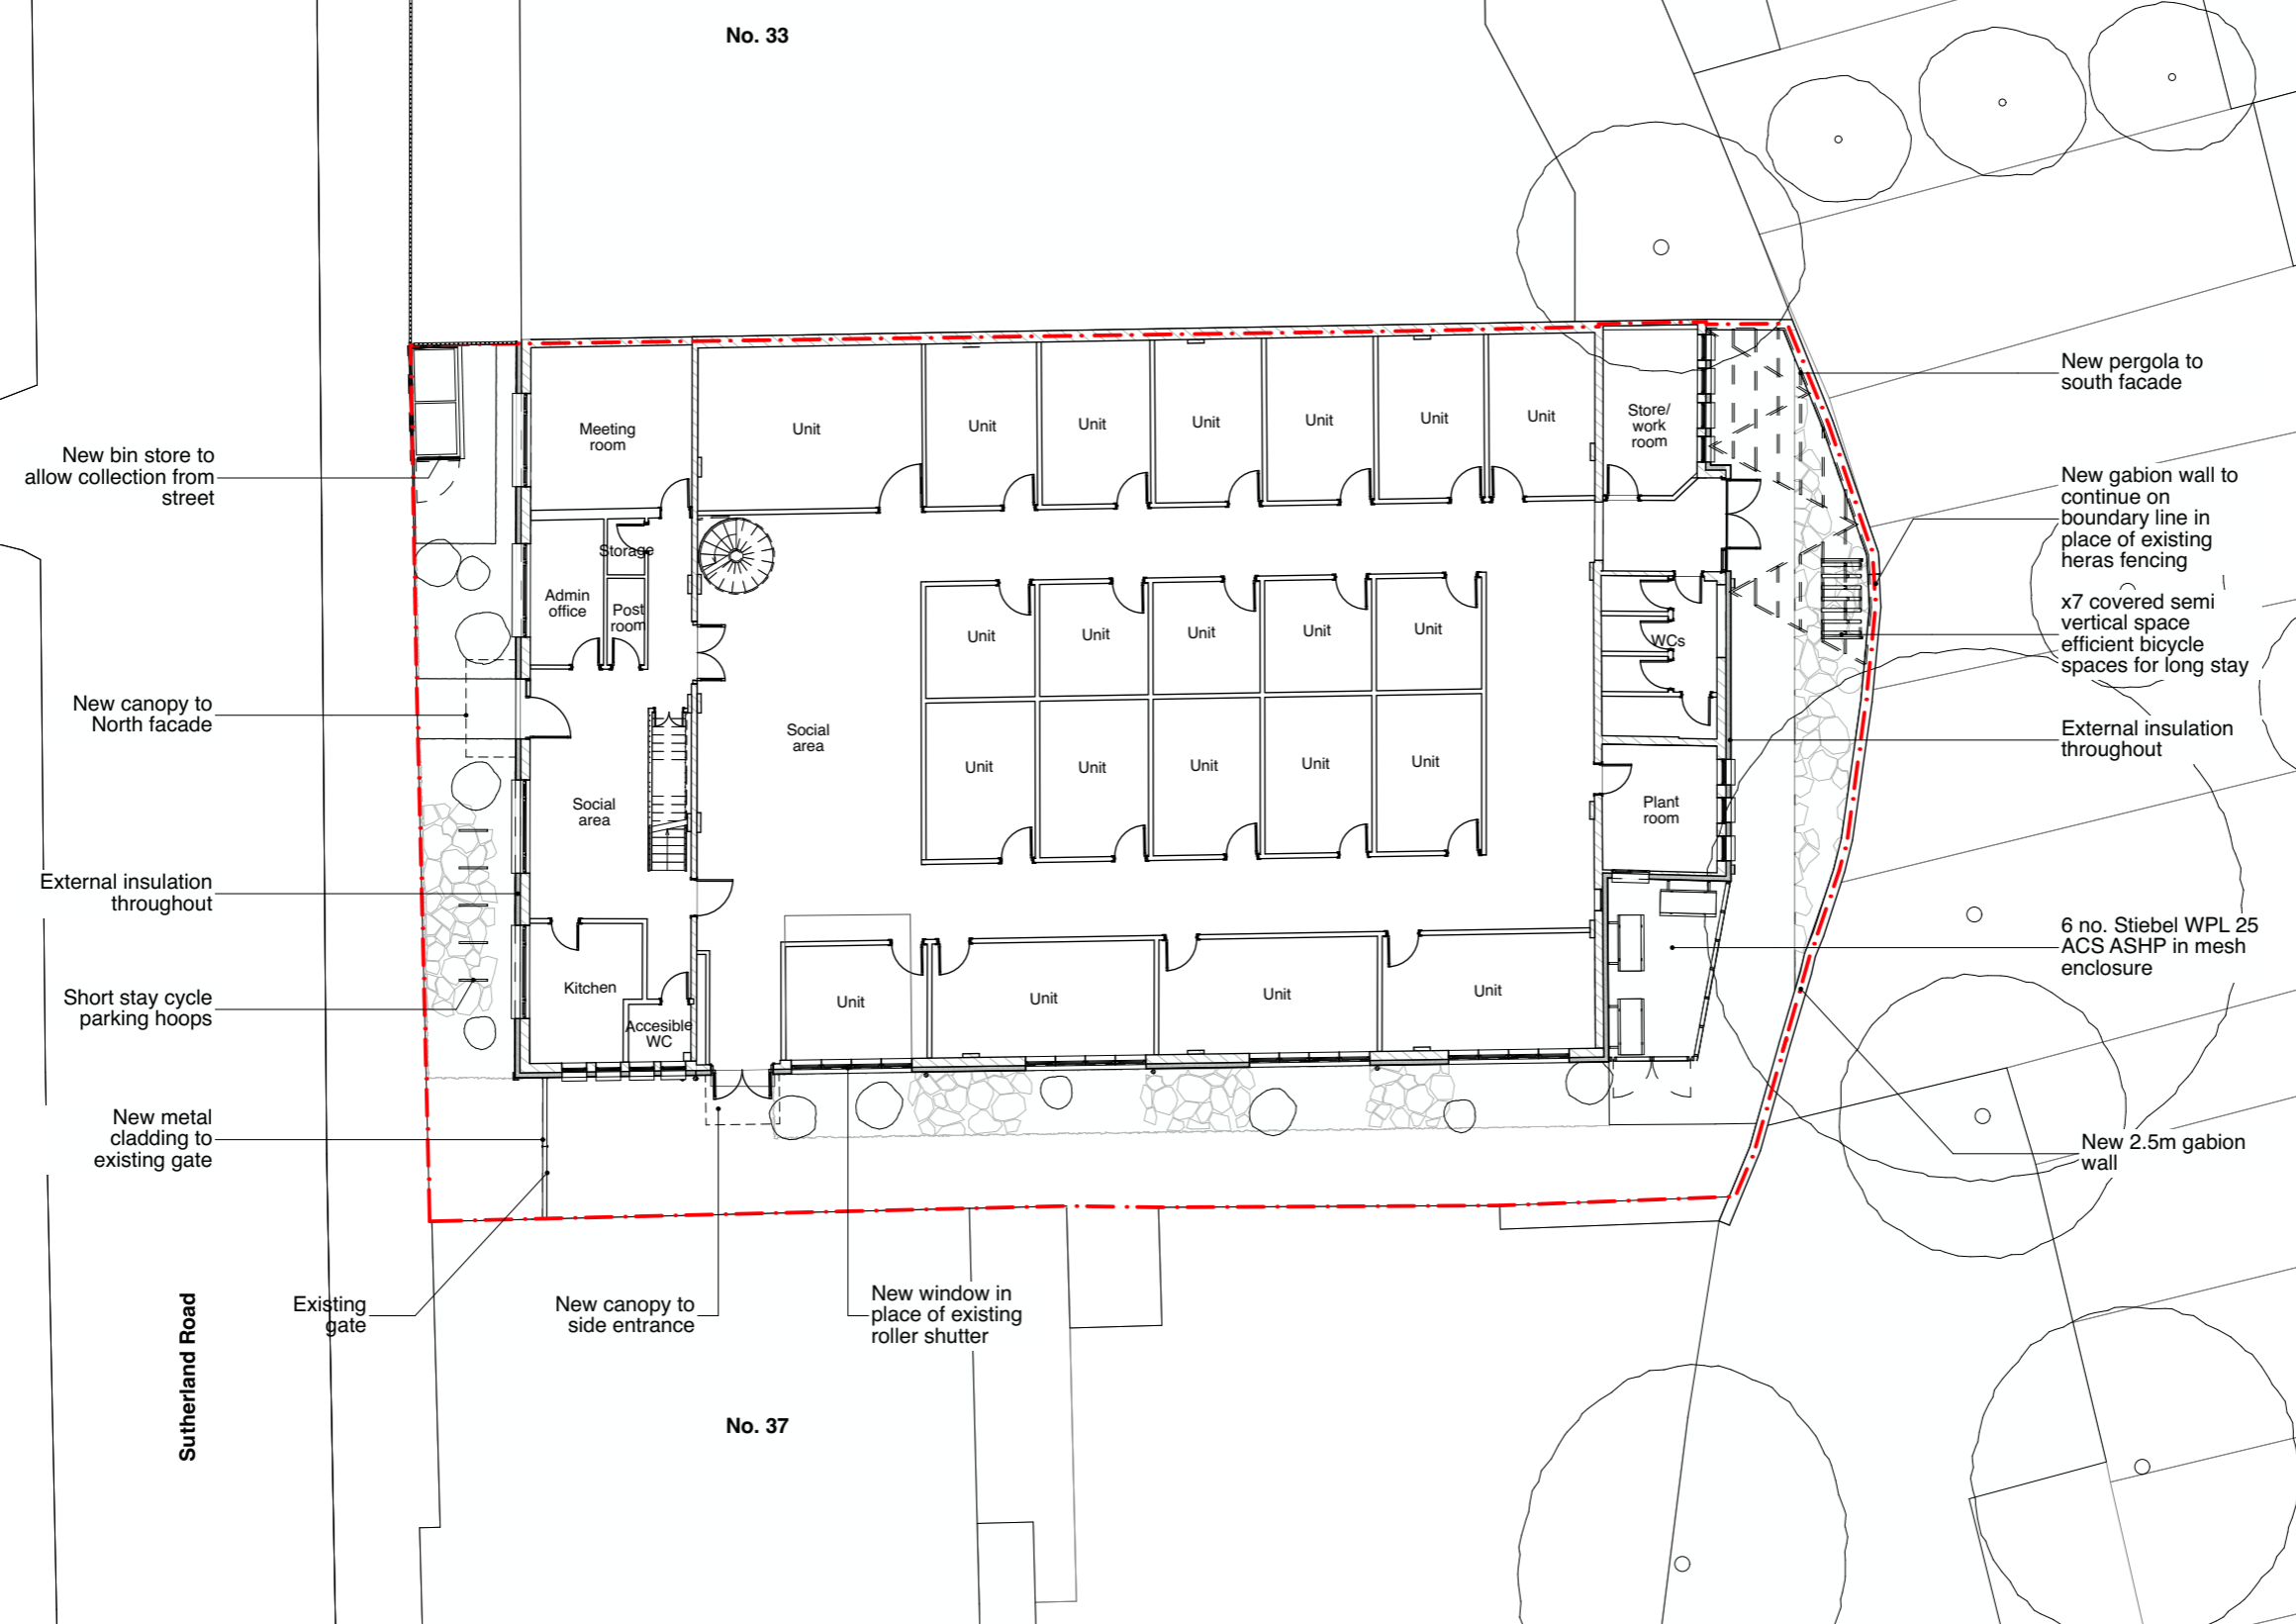 No. 33
New bin store to
allow collection from
street
New canopy to
North facade
External insulation
throughout
Short stay cycle
parking hoops
New metal
cladding to
existing gate
Existing
gate
Sutherland Road
New canopy to
side entrance
New window in
place of existing
roller shutter
No. 37
Meeting
room
Unit
Unit
Unit
Unit
Unit
Unit
Unit
Store/
work
room
Storage
Admin
office
Post
room
Unit
Unit
Unit
Unit
Unit
WCs
Social
area
Social
area
Unit
Unit
Unit
Unit
Unit
Plant
room
Kitchen
Accesible
WC
Unit
Unit
Unit
Unit
New pergola to
south facade
New gabion wall to
continue on
boundary line in
place of existing
heras fencing
x7 covered semi
vertical space
efficient bicycle
spaces for long stay
External insulation
throughout
6 no. Stiebel WPL 25
ACS ASHP in mesh
enclosure
New 2.5m gabion
wall